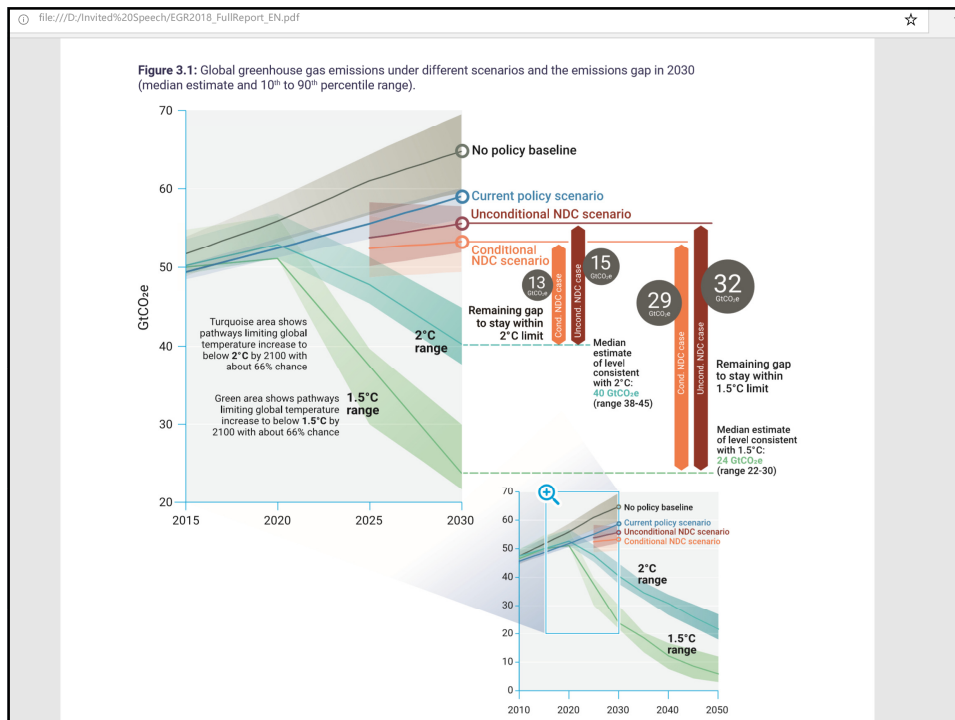 file:///D:/Invited%20Speech/EGR2018_FullReport_EN.pdf
Figure 3.1: Global greenhouse gas emissions under different scenarios and the emissions gap in 2030
(median estimate and 10th to 90th percentile range).
70
60
50
40
30
20
GtCO₂e
2015
2020
2025
2030
No policy baseline
Current policy scenario
Unconditional NDC scenario
Conditional
NDC scenario
Turquoise area shows
pathways limiting global
temperature increase to
below 2°C by 2100 with
about 66% chance
Green area shows pathways
limiting global temperature
increase to below 1.5°C by
2100 with about 66% chance
2°C
range
1.5°C
range
13
GtCO₂e
15
GtCO₂e
Cond. NDC case
Uncond. NDC case
Remaining gap
to stay within
2°C limit
Median
estimate
of level
consistent
with 2°C:
40 GtCO₂e
(range 38-45)
29
GtCO₂e
32
GtCO₂e
Cond. NDC case
Uncond. NDC case
Remaining gap
to stay within
1.5°C limit
Median estimate
of level consistent
with 1.5°C:
24 GtCO₂e
(range 22-30)
70
60
50
40
30
20
10
0
2010
2020
2030
2040
2050
No policy baseline
Current policy scenario
Unconditional NDC scenario
Conditional NDC scenario
2°C
range
1.5°C
range